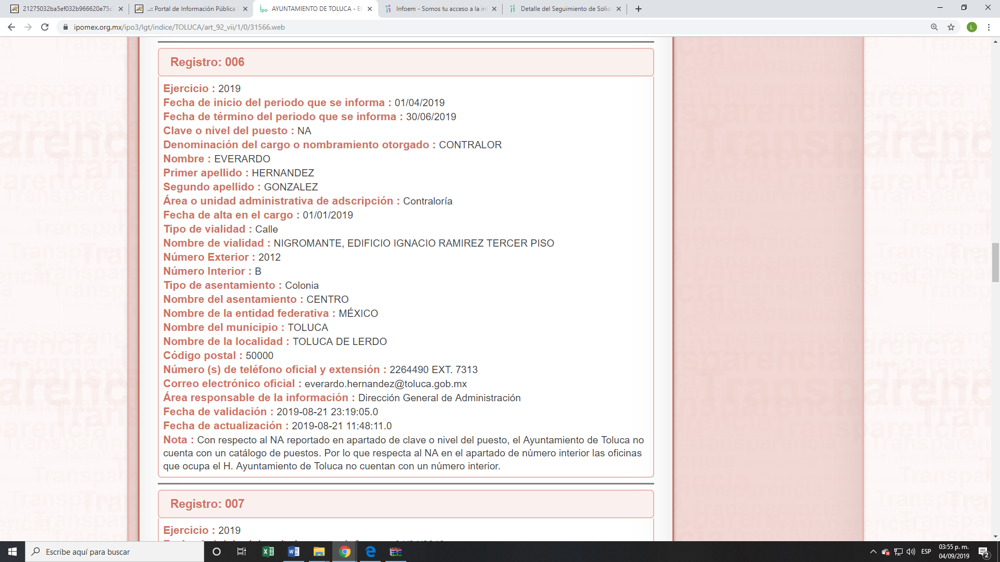 21275032ba5ef032b966620e75c
..:: Portal de Información Pública
AYUNTAMIENTO DE TOLUCA - El
Infoem - Somos tu acceso a la in
Detalle del Seguimiento de Solici
ipomex.org.mx/ipo3/lgt/indice/TOLUCA/art_92_vii/1/0/31566.web
L
Registro: 006
Ejercicio : 2019
Fecha de inicio del periodo que se informa : 01/04/2019
Fecha de término del periodo que se informa : 30/06/2019
Clave o nivel del puesto : NA
Denominación del cargo o nombramiento otorgado : CONTRALOR
Nombre : EVERARDO
Primer apellido : HERNANDEZ
Segundo apellido : GONZALEZ
Área o unidad administrativa de adscripción : Contraloría
Fecha de alta en el cargo : 01/01/2019
Tipo de vialidad : Calle
Nombre de vialidad : NIGROMANTE, EDIFICIO IGNACIO RAMIREZ TERCER PISO
Número Exterior : 2012
Número Interior : B
Tipo de asentamiento : Colonia
Nombre del asentamiento : CENTRO
Nombre de la entidad federativa : MÉXICO
Nombre del municipio : TOLUCA
Nombre de la localidad : TOLUCA DE LERDO
Código postal : 50000
Número (s) de teléfono oficial y extensión : 2264490 EXT. 7313
Correo electrónico oficial : everardo.hernandez@toluca.gob.mx
Área responsable de la información : Dirección General de Administración
Fecha de validación : 2019-08-21 23:19:05.0
Fecha de actualización : 2019-08-21 11:48:11.0
Nota : Con respecto al NA reportado en apartado de clave o nivel del puesto, el Ayuntamiento de Toluca no
cuenta con un catálogo de puestos. Por lo que respecta al NA en el apartado de número interior las oficinas
que ocupa el H. Ayuntamiento de Toluca no cuentan con un número interior.
Registro: 007
Ejercicio : 2019
Escribe aquí para buscar
ESP
03:55 p. m.
04/09/2019
2